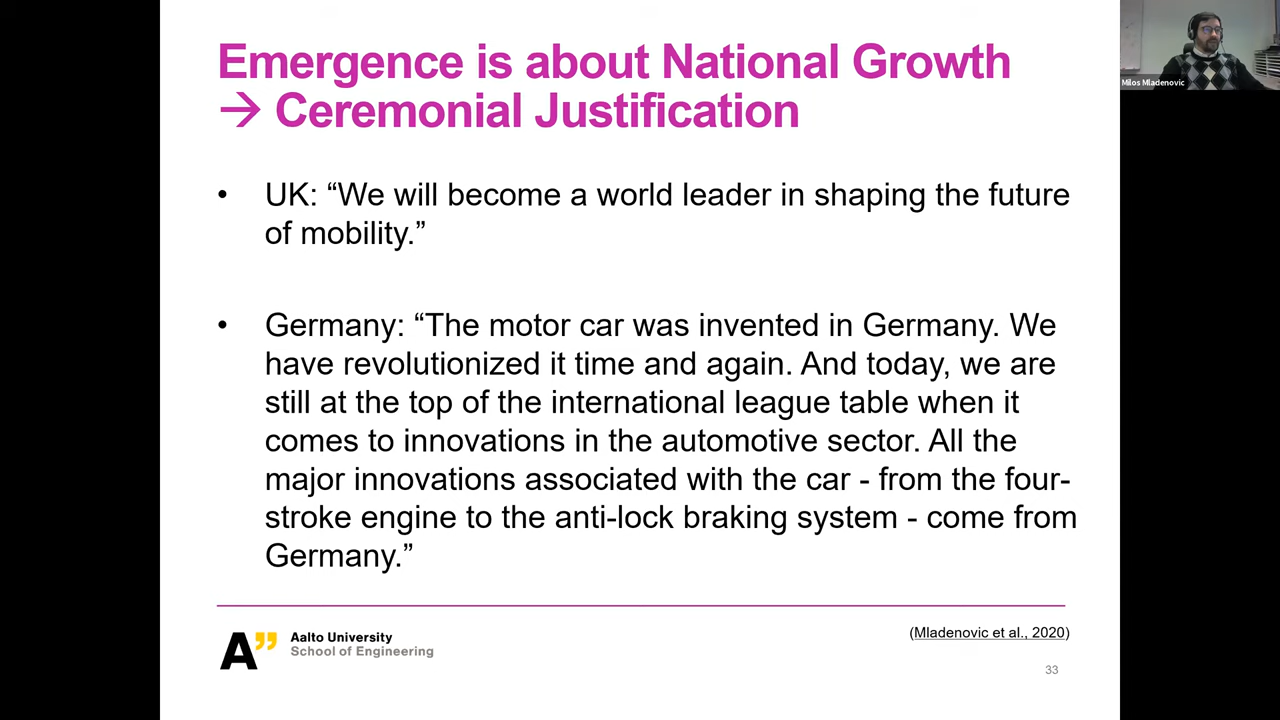 Emergence is about National Growth
→ Ceremonial Justification
• UK: “We will become a world leader in shaping the future
of mobility.”
• Germany: “The motor car was invented in Germany. We
have revolutionized it time and again. And today, we are
still at the top of the international league table when it
comes to innovations in the automotive sector. All the
major innovations associated with the car - from the four-
stroke engine to the anti-lock braking system - come from
Germany.”
A”
Aalto University
School of Engineering
(Mladenovic et al., 2020)
33
Milos Mladenovic